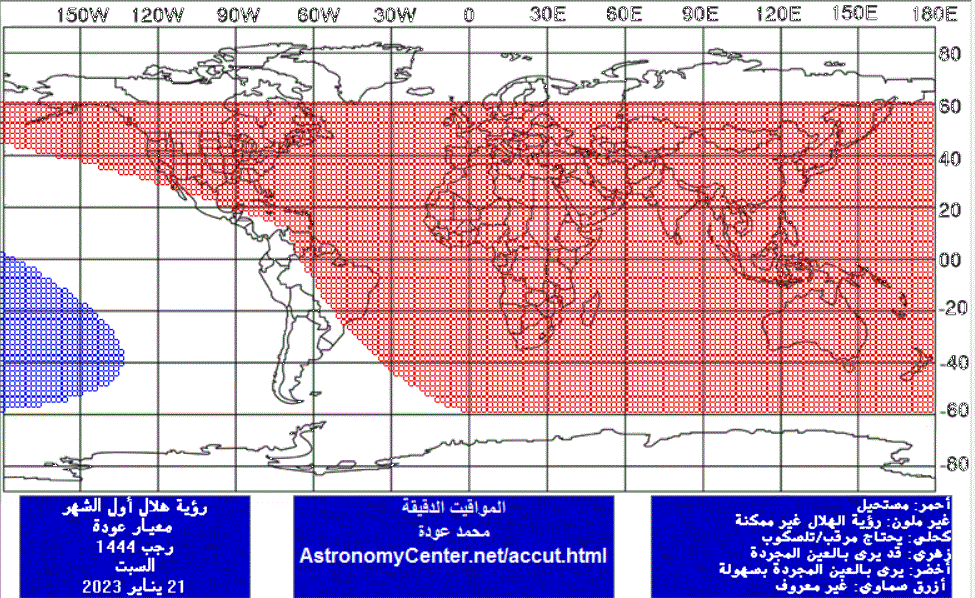 150W 120W 90W 60W 30W 0 30E 60E 90E 120E 150E 180E
80
60
40
20
00
-20
-40
-60
-80
أحمر: مستحيل
غير ملون: رؤية الهلال غير ممكنة
كحلي: يحتاج مرقب/تلسكوب
زهري: قد يرى بالعين المجردة
أخضر: يرى بالعين المجردة بسهولة
أزرق سماوي: غير معروف
المواقيت الدقيقة
محمد عودة
AstronomyCenter.net/accut.html
رؤية هلال أول الشهر
معيار عودة
رجب 1444
السبت
21 يناير 2023